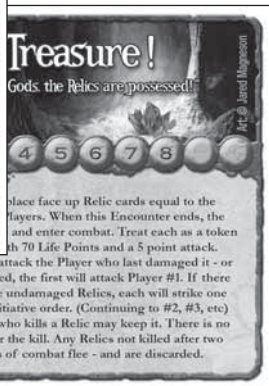 Treasure!
Gods, the Relics are possessed!"
Art: © Jared Magneson
4 5 6 7 8
place face up Relic cards equal to the
Players. When this Encounter ends, the
and enter combat. Treat each as a token
th 70 Life Points and a 5 point attack.
attack the Player who last damaged it - or
ed, the first will attack Player #1. If there
e undamaged Relics, each will strike one
itiative order. (Continuing to #2, #3, etc)
who kills a Relic may keep it. There is no
r the kill. Any Relics not killed after two
s of combat flee - and are discarded.